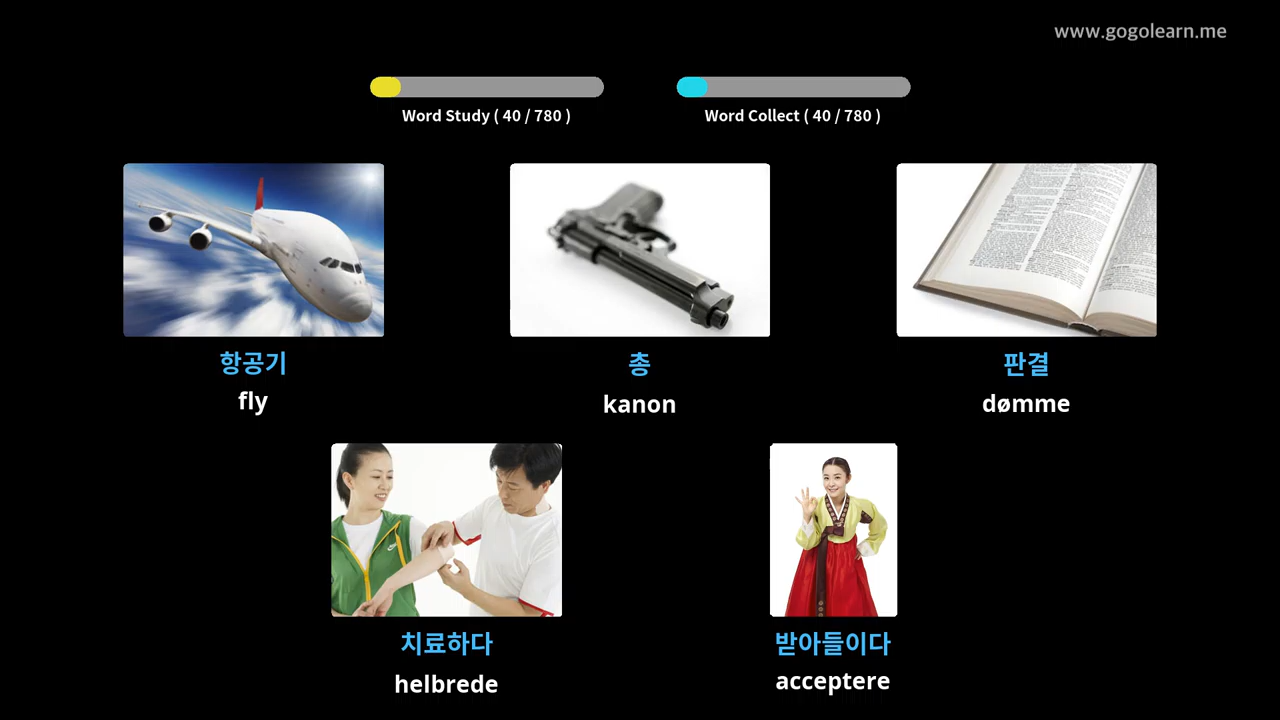 www.gogolearn.me
Word Study ( 40 / 780 )
Word Collect ( 40 / 780 )
항공기
fly
총
kanon
판결
dømme
치료하다
helbrede
받아들이다
acceptere